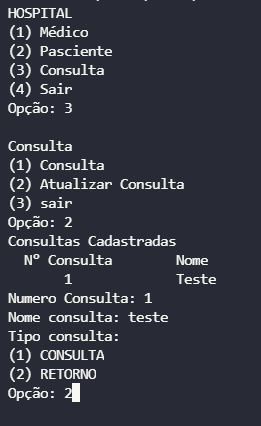 HOSPITAL
(1) Médico
(2) Pasciente
(3) Consulta
(4) Sair
Opção: 3
Consulta
(1) Consulta
(2) Atualizar Consulta
(3) sair
Opção: 2
Consultas Cadastradas
Nº Consulta Nome
1 Teste
Numero Consulta: 1
Nome consulta: teste
Tipo consulta:
(1) CONSULTA
(2) RETORNO
Opção: 2